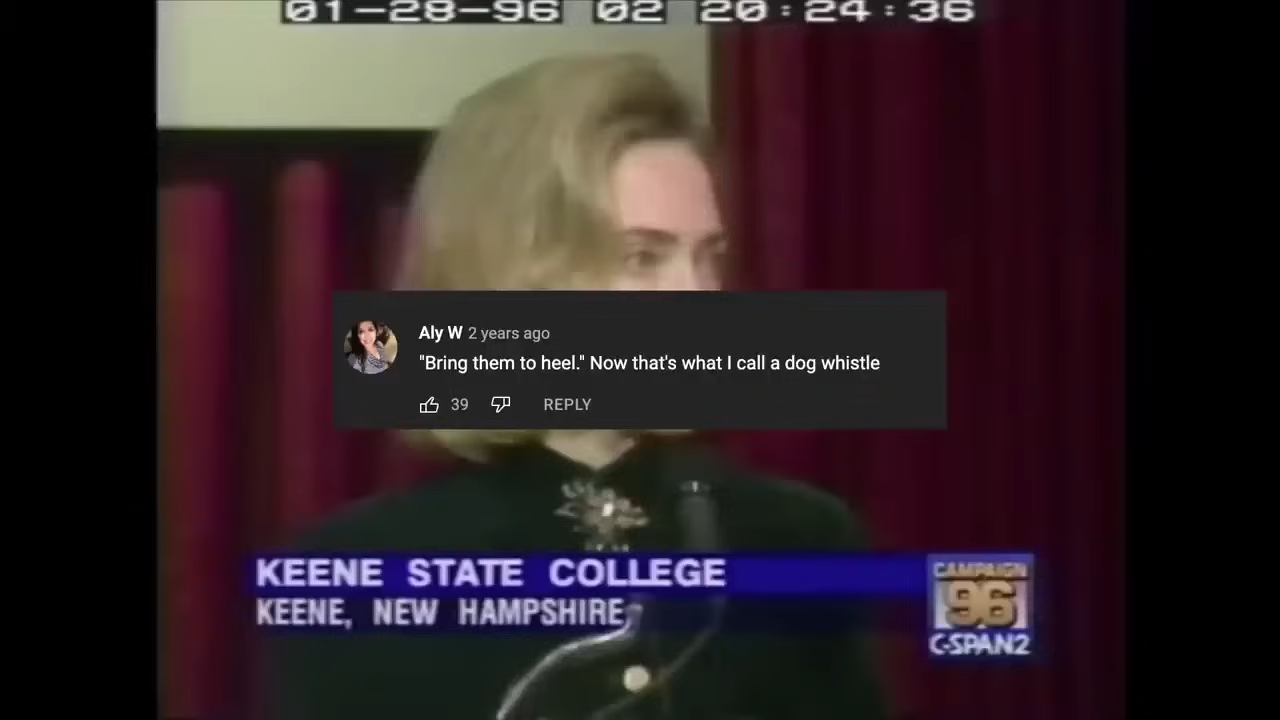 01-28-96 02 20:24:36
Aly W 2 years ago
"Bring them to heel." Now that's what I call a dog whistle
39 REPLY
KEENE STATE COLLEGE
KEENE, NEW HAMPSHIRE
CAMPAIGN
96
C-SPAN2